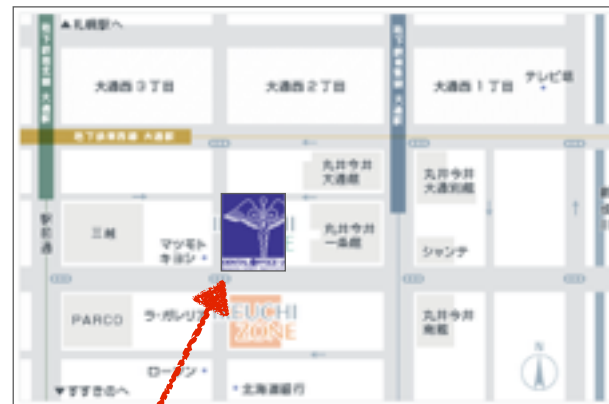 ▲札幌駅へ
大通西3丁目
大通西2丁目
大通西1丁目
テレビ塔
地下鉄東西線 大通駅
丸井今井
大通館
丸井今井
大通別館
駅前通
三越
マツモト
キヨシ
丸井今井
一条館
シャンテ
DENTAL OFFICE
PARCO
ラ・ガレリア
IKEUCHI
ZONE
丸井今井
南館
ローソン
▼すすきのへ
北海道銀行
N